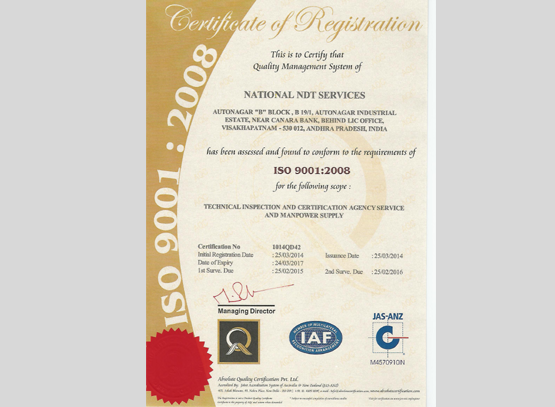 Certificate of Registration
This is to Certify that
Quality Management System of
NATIONAL NDT SERVICES
AUTONAGAR "B" BLOCK , B 19/1, AUTONAGAR INDUSTRIAL
ESTATE, NEAR CANARA BANK, BEHIND LIC OFFICE,
VISAKHAPATNAM - 530 012, ANDHRA PRADESH, INDIA
has been assessed and found to conform to the requirements of
ISO 9001:2008
for the following scope :
TECHNICAL INSPECTION AND CERTIFICATION AGENCY SERVICE
AND MANPOWER SUPPLY
Certification No 1014QD42
Initial Registration Date : 25/03/2014 Issuance Date : 25/03/2014
Date of Expiry : 24/03/2017
1st Surve. Due : 25/02/2015 2nd Surve. Due : 25/02/2016
Managing Director
ISO 9001 : 2008
IAF
JAS-ANZ
C
M4570910IN
Absolute Quality Certification Pvt. Ltd.